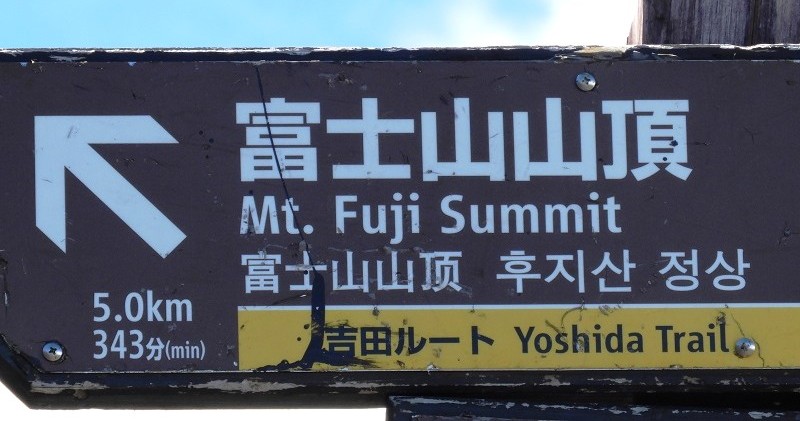 富士山山頂
Mt. Fuji Summit
富士山山顶 후지산 정상
5.0km
343分(min)
吉田ルート Yoshida Trail